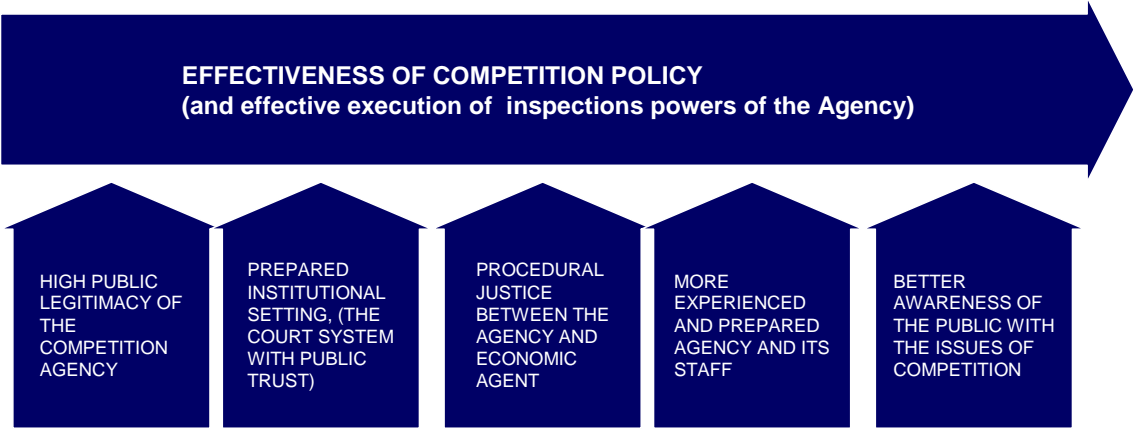 EFFECTIVENESS OF COMPETITION POLICY
(and effective execution of  inspections powers of the Agency)
HIGH PUBLIC
LEGITIMACY OF
THE
COMPETITION
AGENCY
PREPARED
INSTITUTIONAL
SETTING, (THE
COURT SYSTEM
WITH PUBLIC
TRUST)
PROCEDURAL
JUSTICE
BETWEEN THE
AGENCY AND
ECONOMIC
AGENT
MORE
EXPERIENCED
AND PREPARED
AGENCY AND ITS
STAFF
BETTER
AWARENESS OF
THE PUBLIC WITH
THE ISSUES OF
COMPETITION